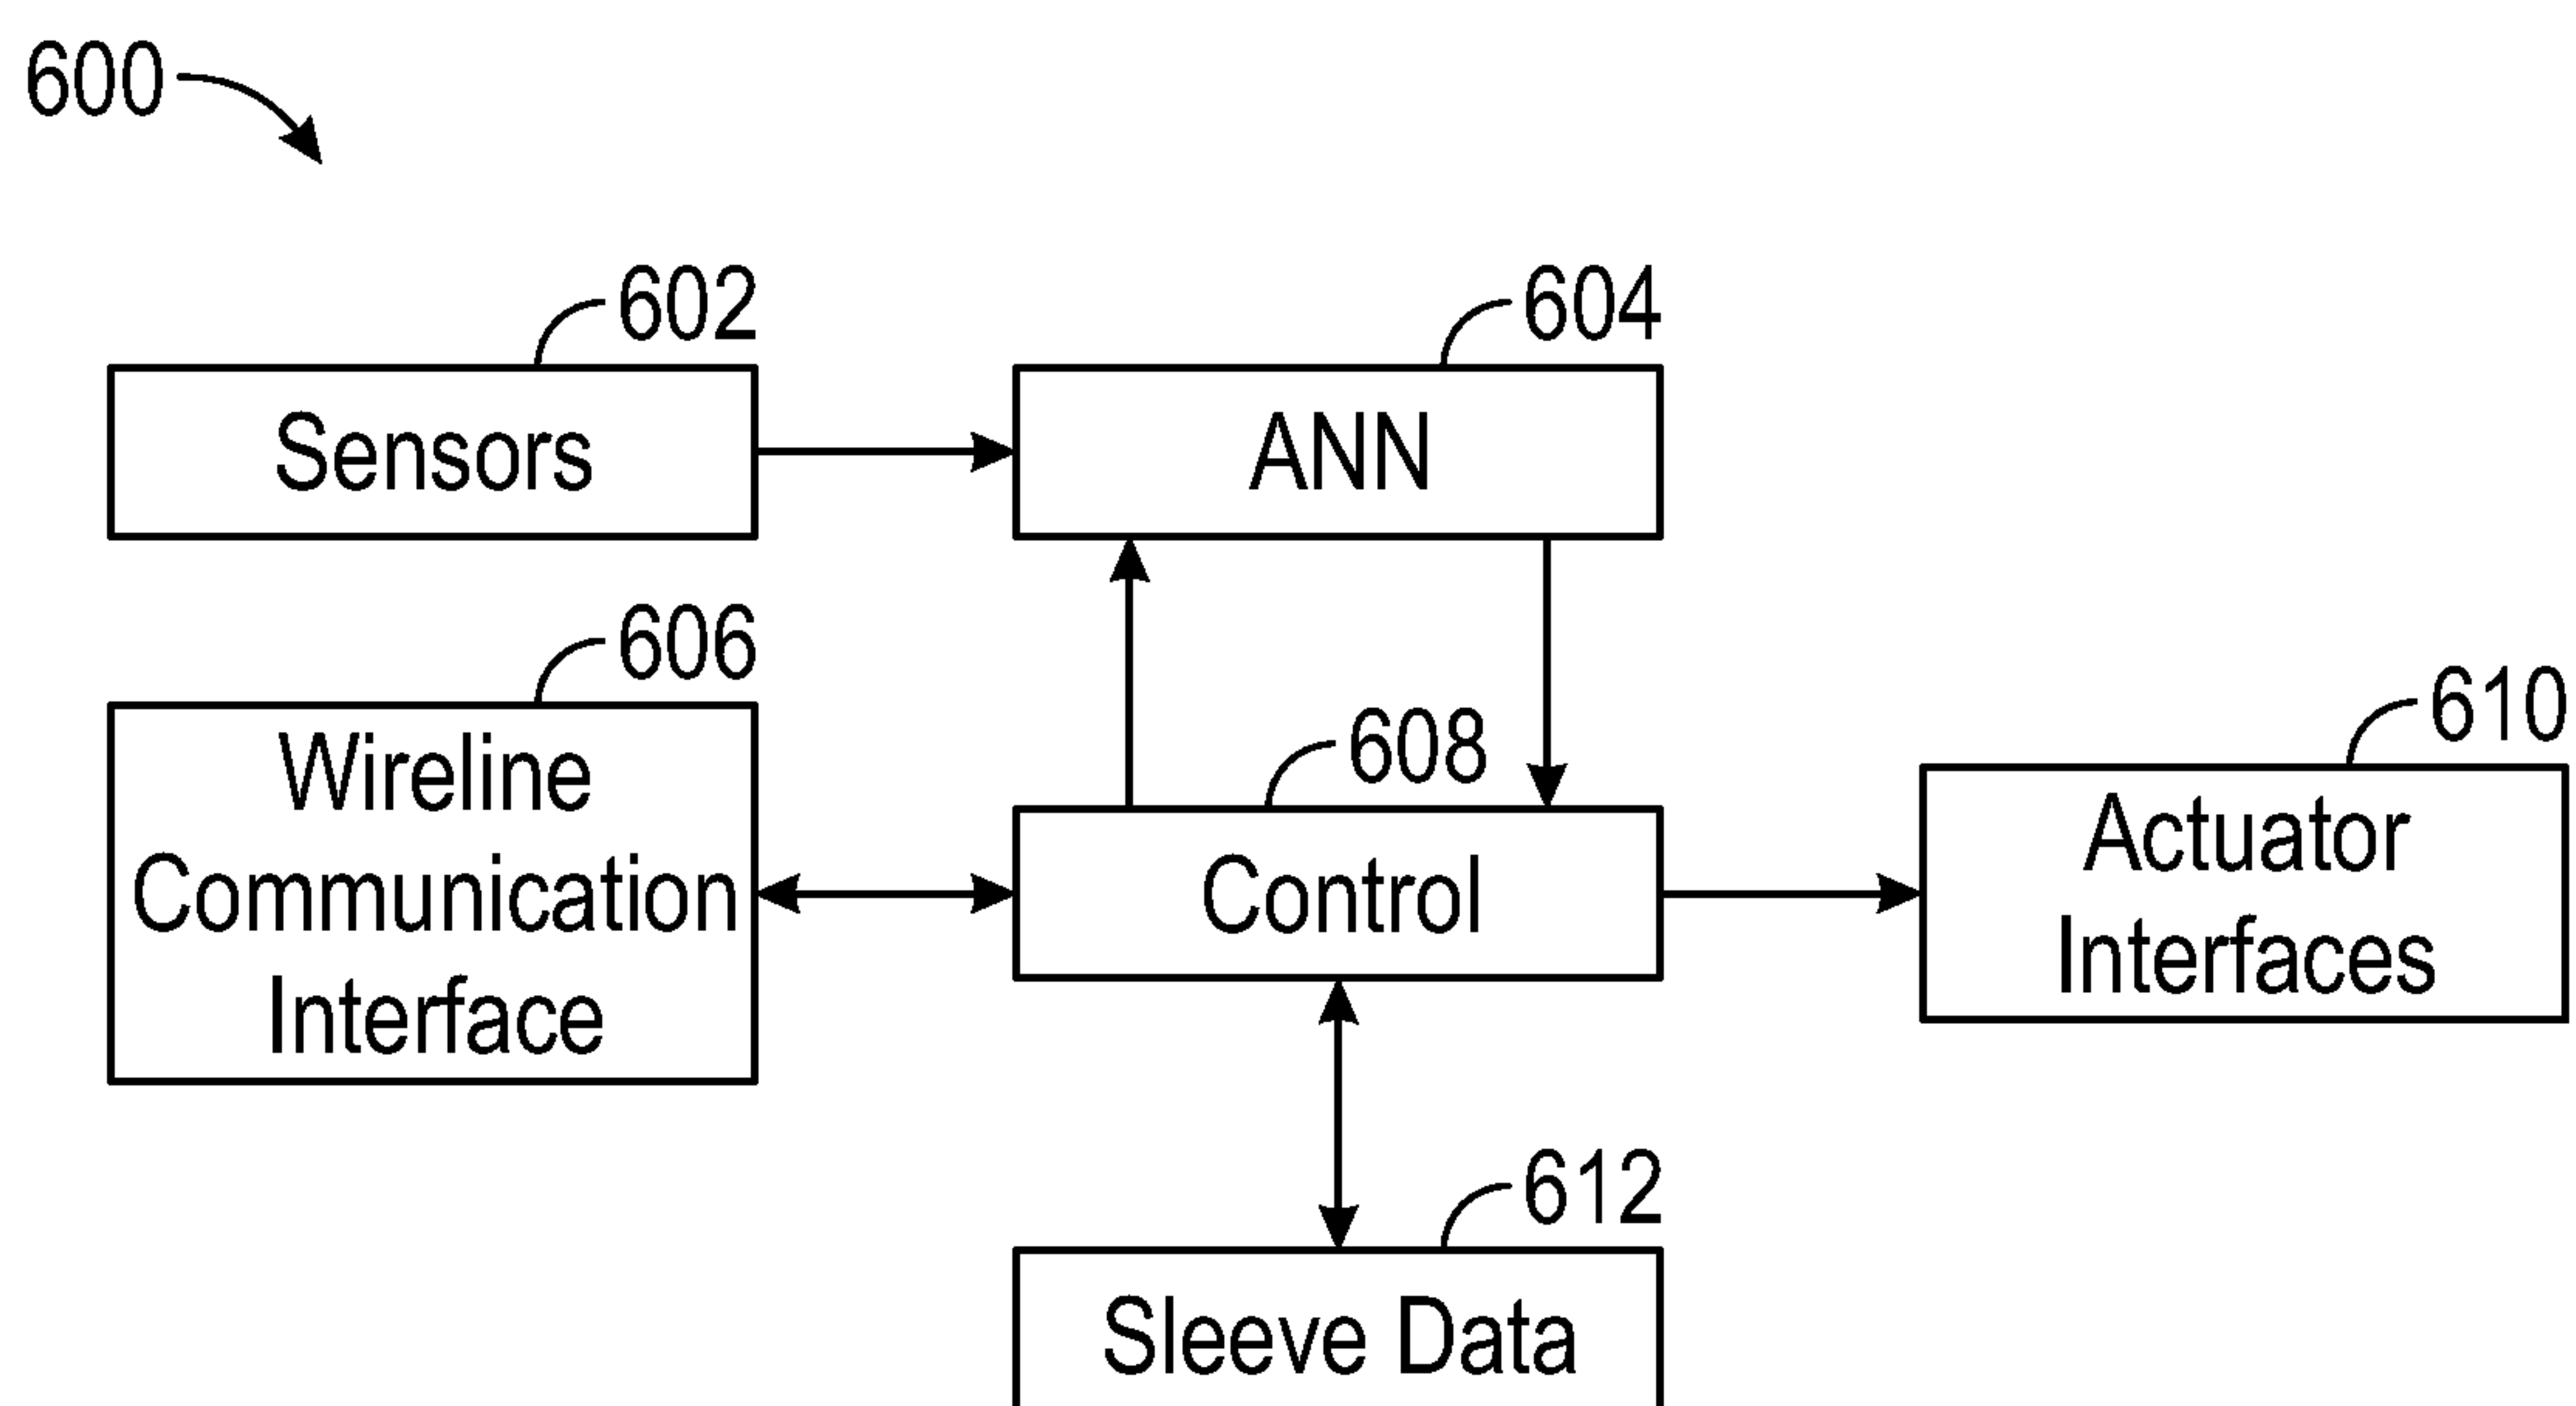 600
602
Sensors
604
ANN
606
Wireline
Communication
Interface
608
Control
610
Actuator
Interfaces
612
Sleeve Data